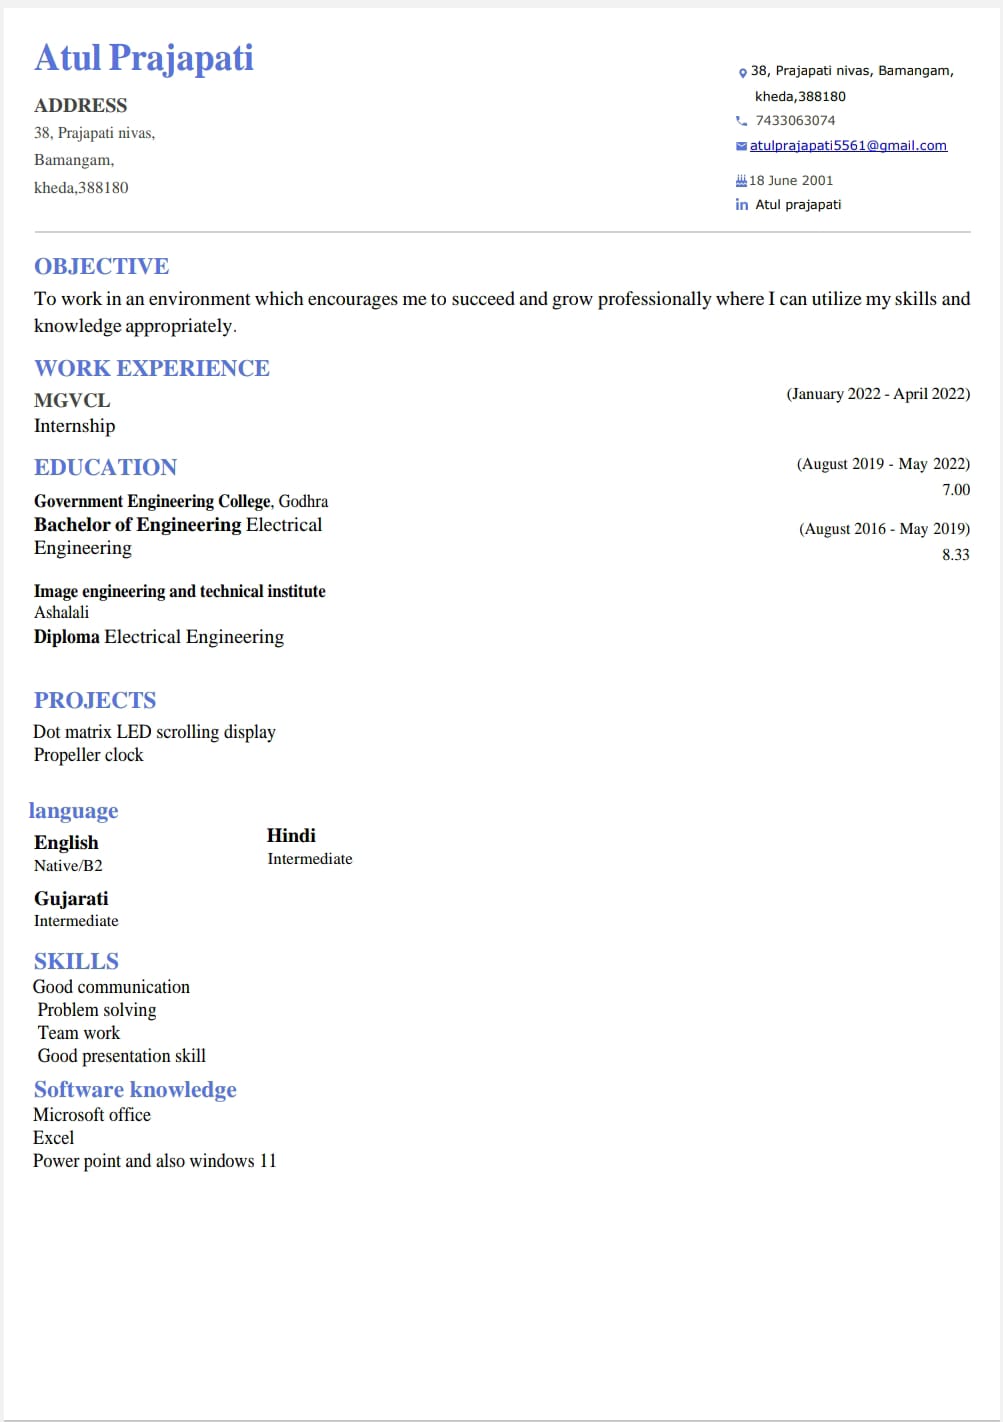 Atul Prajapati
ADDRESS
38, Prajapati nivas,
Bamangam,
kheda,388180
38, Prajapati nivas, Bamangam,
kheda,388180
7433063074
atulprajapati5561@gmail.com
18 June 2001
in Atul prajapati
OBJECTIVE
To work in an environment which encourages me to succeed and grow professionally where I can utilize my skills and
knowledge appropriately.
WORK EXPERIENCE
MGVCL
(January 2022 - April 2022)
Internship
EDUCATION
(August 2019 - May 2022)
7.00
Government Engineering College, Godhra
Bachelor of Engineering Electrical
Engineering
(August 2016 - May 2019)
8.33
Image engineering and technical institute
Ashalali
Diploma Electrical Engineering
PROJECTS
Dot matrix LED scrolling display
Propeller clock
language
English
Native/B2
Hindi
Intermediate
Gujarati
Intermediate
SKILLS
Good communication
Problem solving
Team work
Good presentation skill
Software knowledge
Microsoft office
Excel
Power point and also windows 11